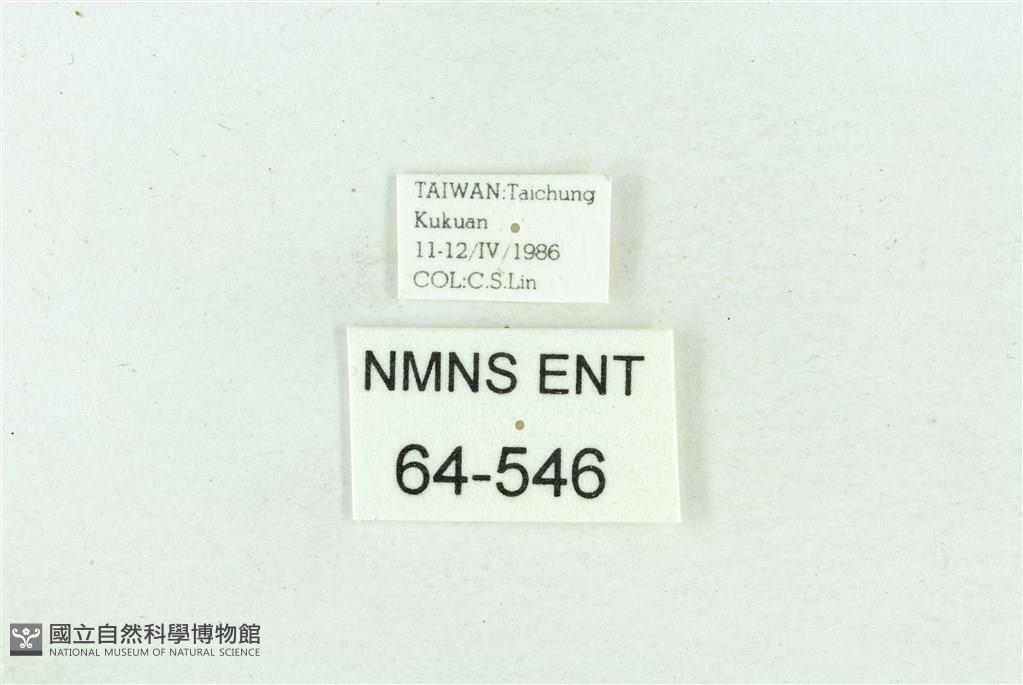 TAIWAN:Taichung
Kukuan
11-12/IV/1986
COL:C.S.Lin
NMNS ENT
64-546
國立自然科學博物館
NATIONAL MUSEUM OF NATURAL SCIENCE